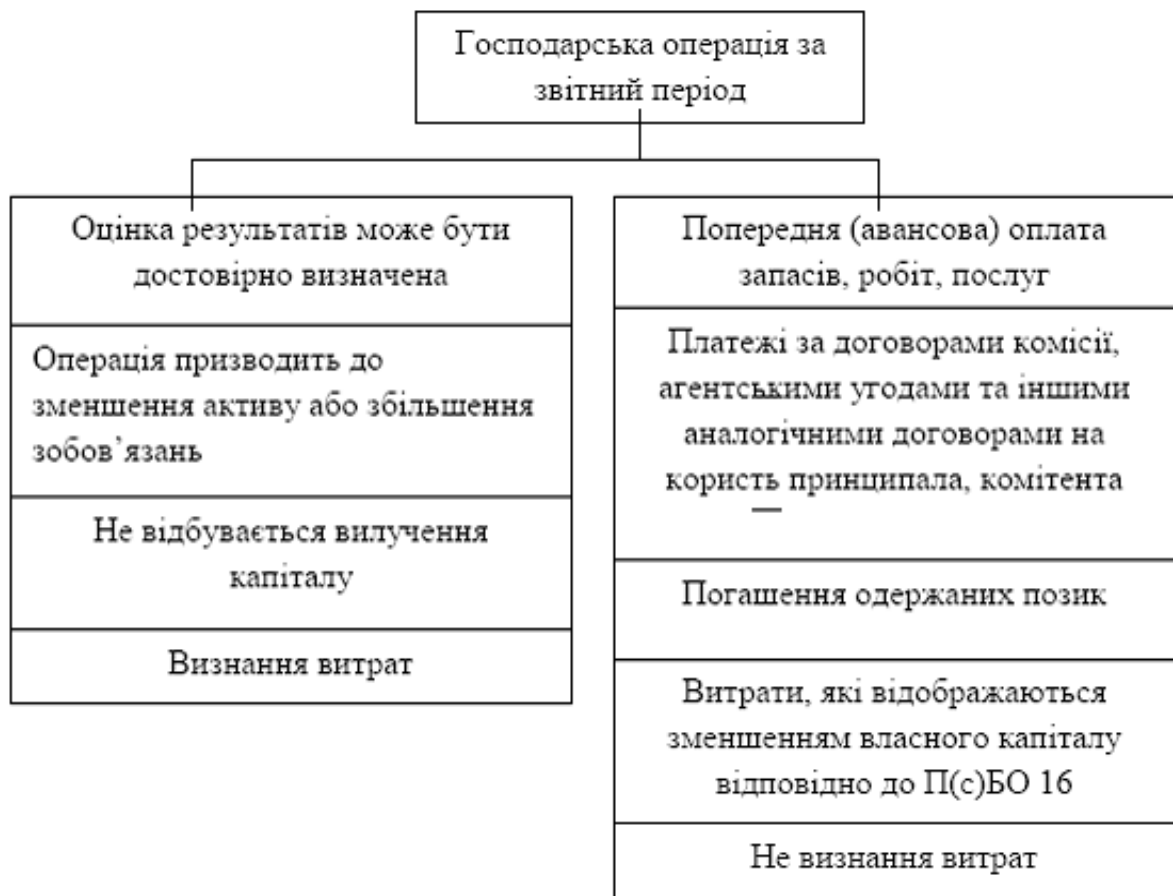 Господарська операція за
звітний період
Оцінка результатів може бути
достовірно визначена
Операція призводить до
зменшення активу або збільшення
зобов’язань
Не відбувається вилучення
капіталу
Визнання витрат
Попередня (авансова) оплата
запасів, робіт, послуг
Платежі за договорами комісії,
агентськими угодами та іншими
аналогічними договорами на
користь принципала, комітента
Погашення одержаних позик
Витрати, які відображаються
зменшенням власного капіталу
відповідно до П(с)БО 16
Не визнання витрат